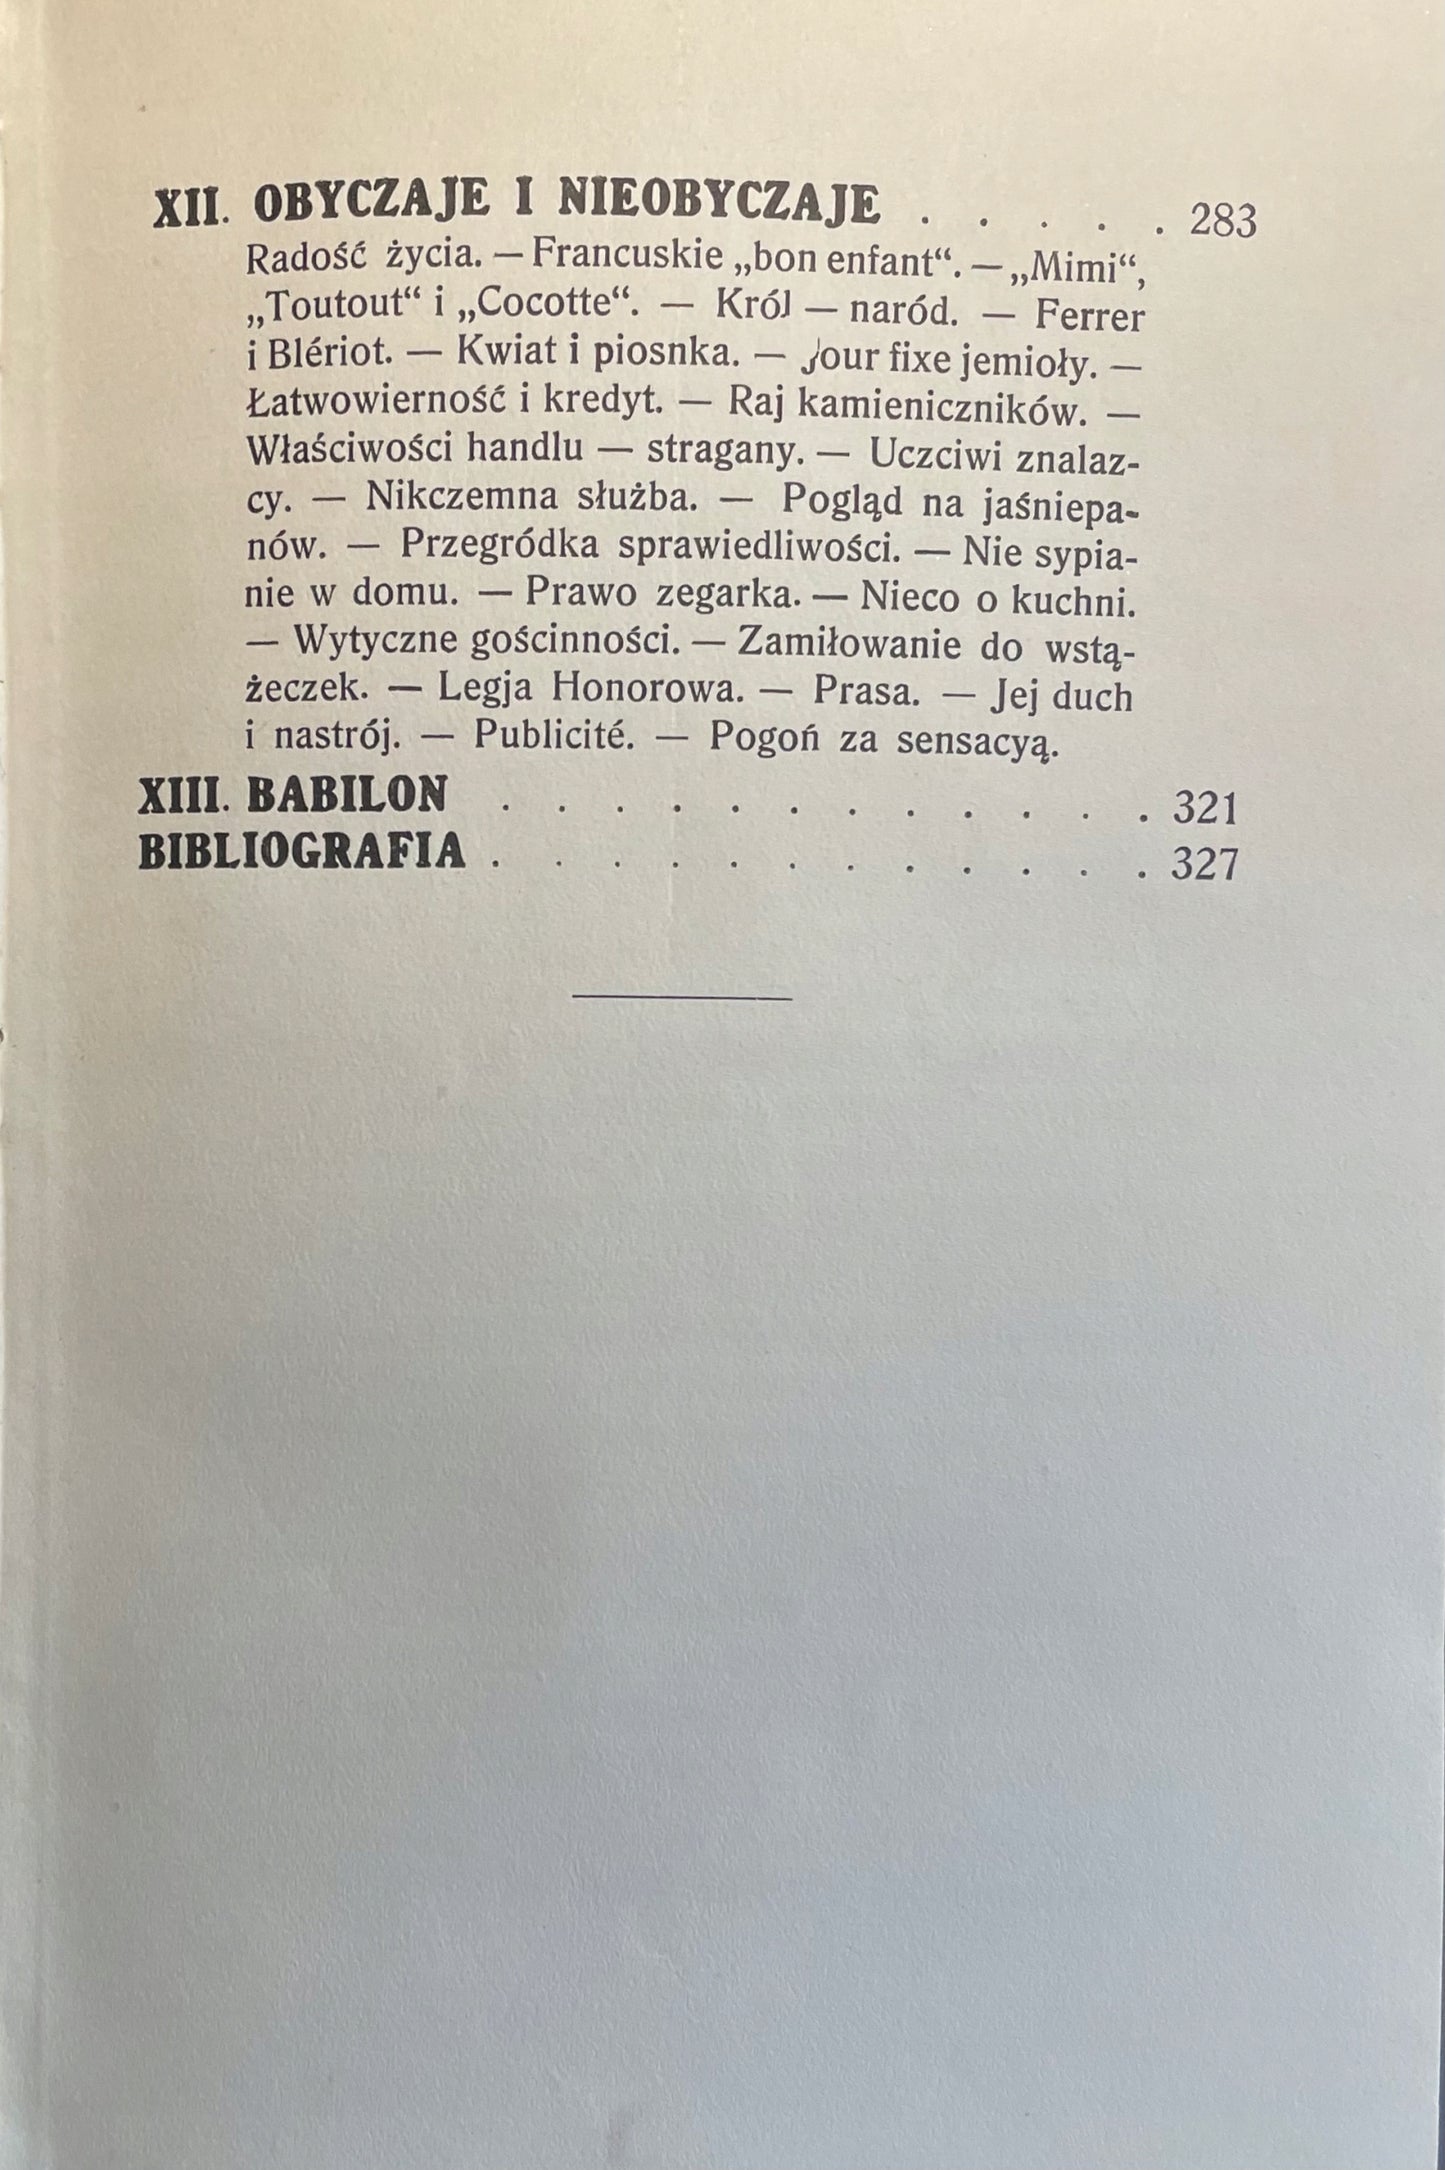 XII. OBYCZAJE I NIEOBYCZAJE . . . . . 283
Radość życia. — Francuskie „bon enfant“. — „Mimi“,
„Toutout“ i „Cocotte“. — Król — naród. — Ferrer
i Blériot. — Kwiat i piosnka. — Jour fixe jemioły. —
Łatwowierność i kredyt. — Raj kamieniczników. —
Właściwości handlu — stragany. — Uczciwi znalaz-
cy. — Nikczemna służba. — Pogląd na jaśniepa-
nów. — Przegródka sprawiedliwości. — Nie sypia-
nie w domu. — Prawo zegarka. — Nieco o kuchni.
— Wytyczne gościnności. — Zamiłowanie do wstą-
żeczek. — Legja Honorowa. — Prasa. — Jej duch
i nastrój. — Publicité. — Pogoń za sensacyą.
XIII. BABILON . . . . . . . . . . . . 321
BIBLIOGRAFIA . . . . . . . . . . . . 327